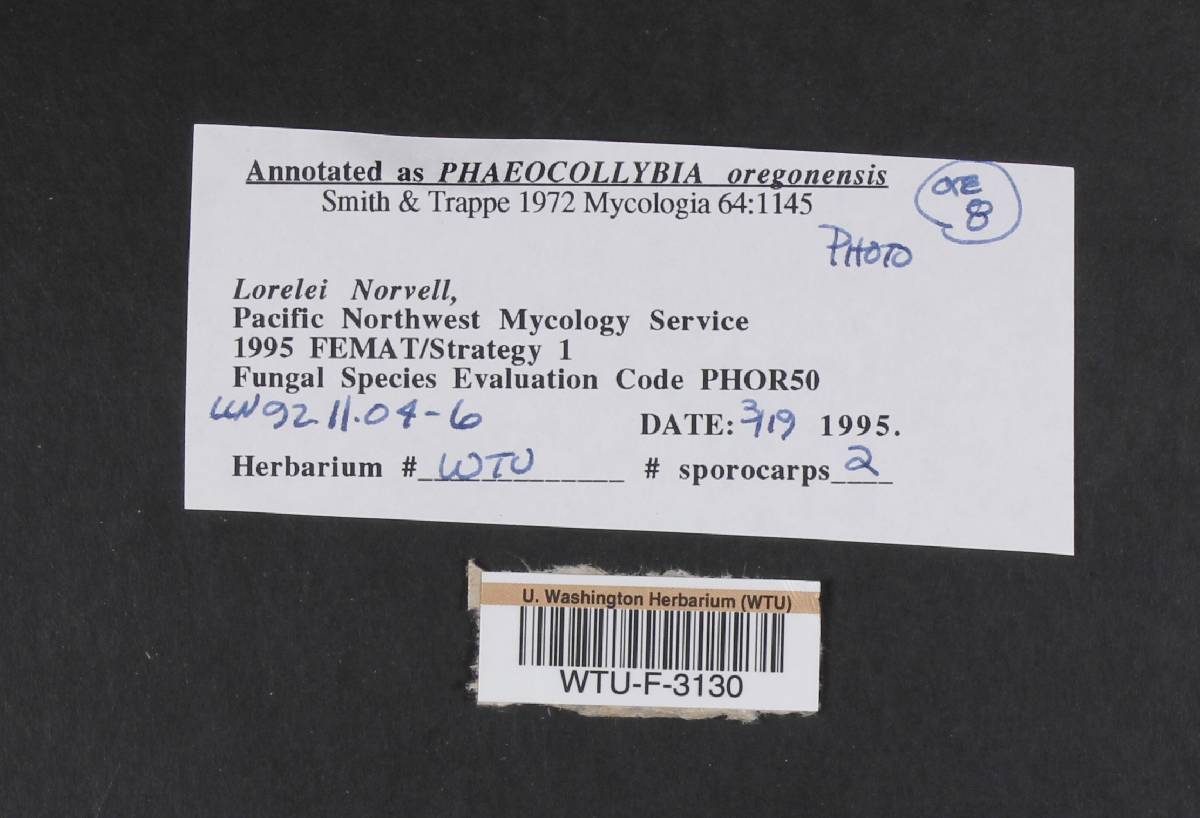 Annotated as PHAEOCOLLYBIA oregonensis
Smith & Trappe 1972 Mycologia 64:1145
ORE
8
PHOTO
Lorelei Norvell,
Pacific Northwest Mycology Service
1995 FEMAT/Strategy 1
Fungal Species Evaluation Code PHOR50
LLN92.11.04-6 DATE: 3/19 1995.
Herbarium # WTU # sporocarps 2
U. Washington Herbarium (WTU)
WTU-F-3130